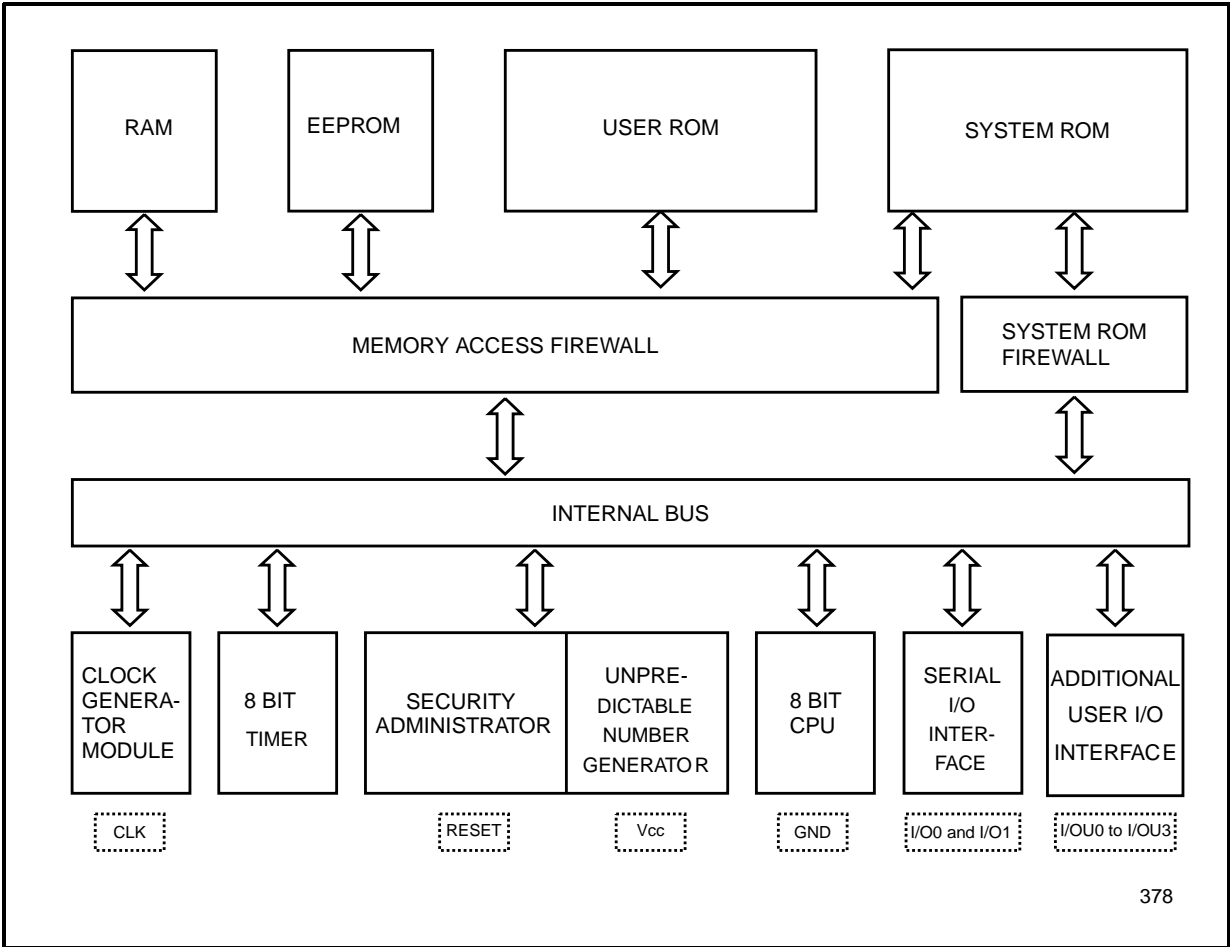 RAM
EEPROM
USER ROM
SYSTEM ROM
MEMORY ACCESS FIREWALL
SYSTEM ROM
FIREWALL
INTERNAL BUS
CLOCK
GENERA-
TOR
MODULE
8 BIT
TIMER
SECURITY
ADMINISTRATOR
UNPRE-
DICTABLE
NUMBER
GENERATOR
8 BIT
CPU
SERIAL
I/O
INTER-
FACE
ADDITIONAL
USER I/O
INTERFACE
CLK
RESET
Vcc
GND
I/O0 and I/O1
I/OU0 to I/OU3
378